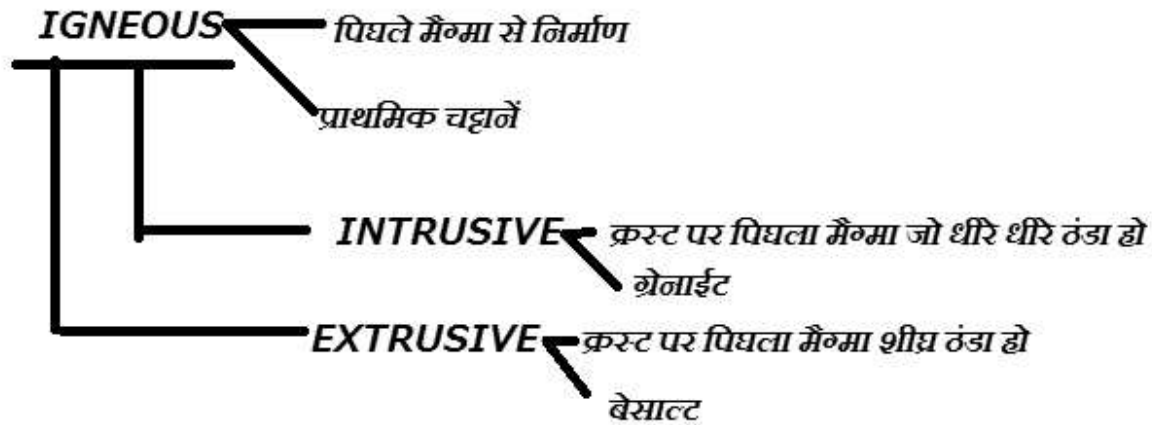 IGNEOUS पिघले मैग्मा से निर्माण
प्राथमिक चट्टानें
INTRUSIVE क्रस्ट पर पिघला मैग्मा जो धीरे धीरे ठंडा हो
ग्रेनाईट
EXTRUSIVE क्रस्ट पर पिघला मैग्मा शीघ्र ठंडा हो
बेसाल्ट